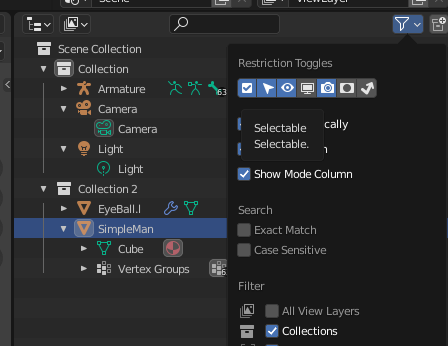 Scene
ViewLayer
Scene Collection
Collection
Armature
63
Camera
Camera
Light
Light
Collection 2
EyeBall.l
SimpleMan
Cube
Vertex Groups
Restriction Toggles
Selectable
Selectable.
Show Mode Column
Search
Exact Match
Case Sensitive
Filter
All View Layers
Collections